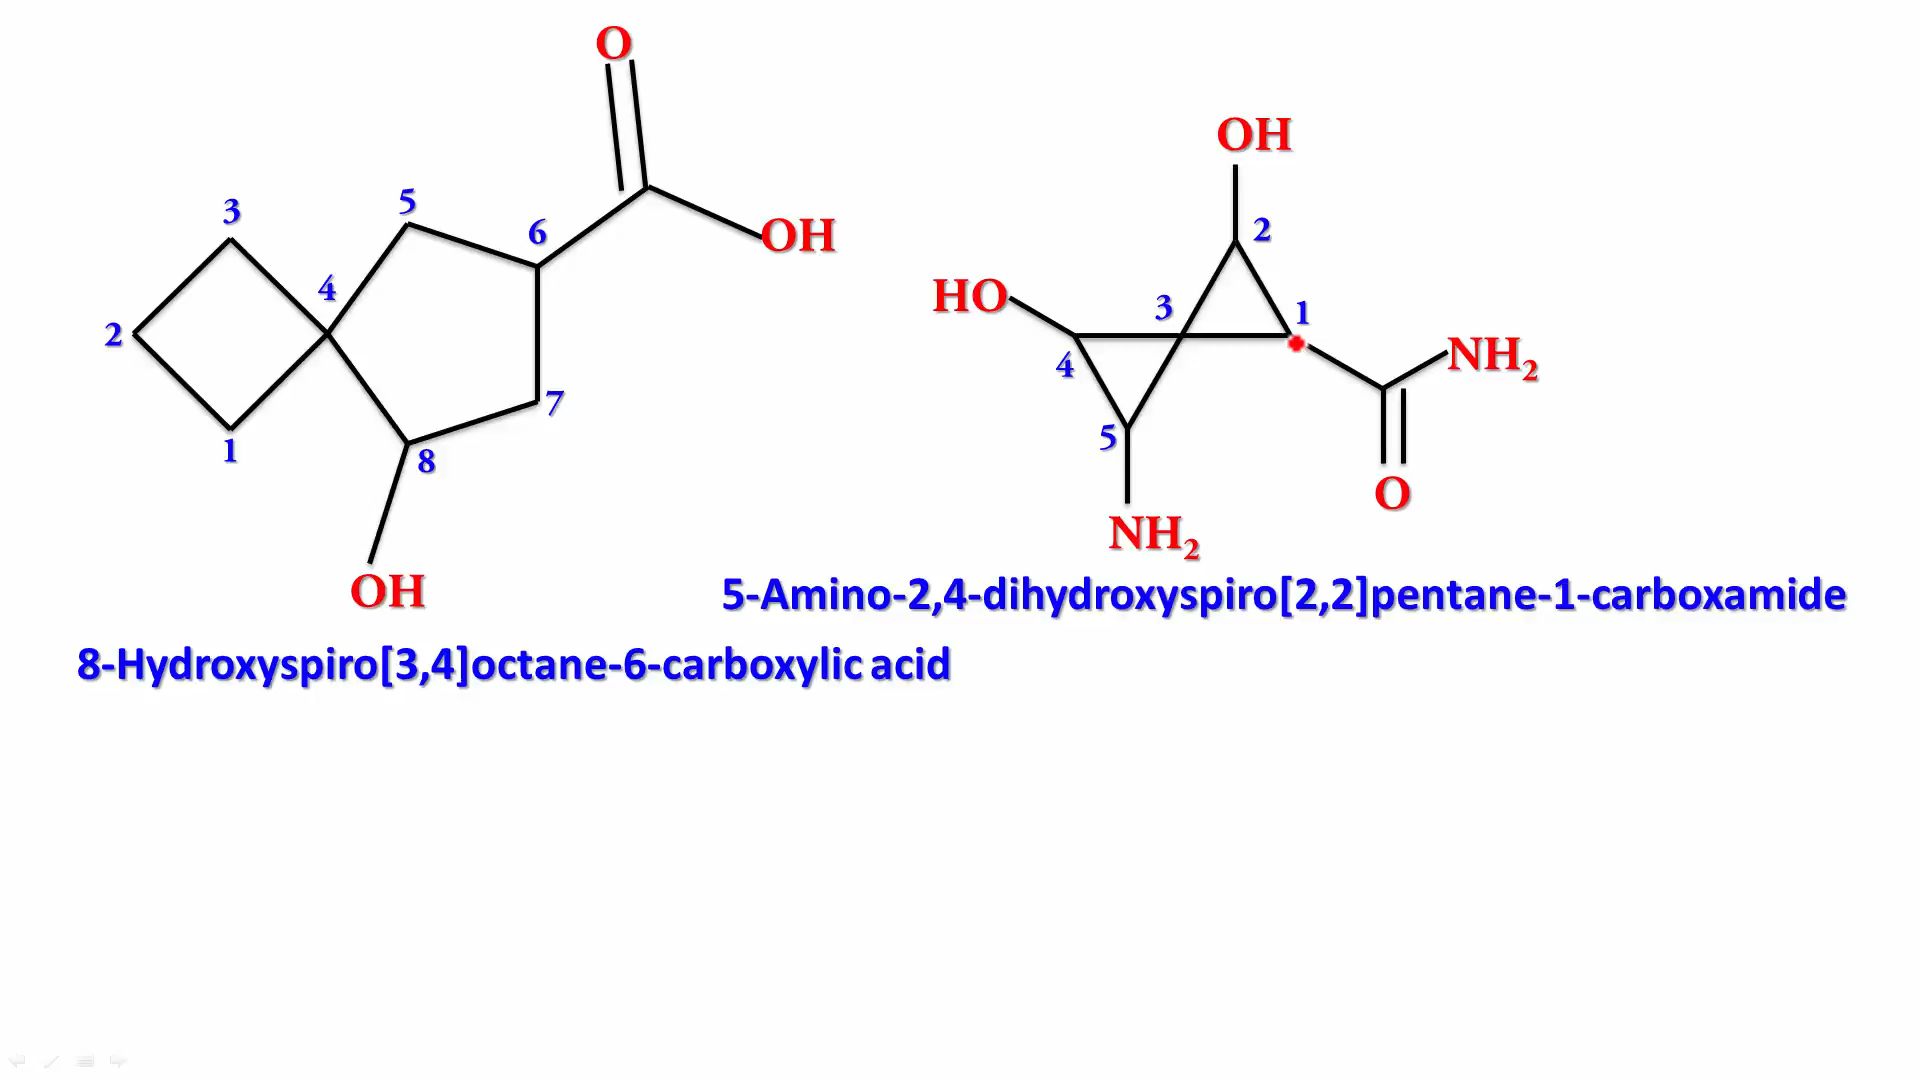 O
OH
3
5
6
OH
2
4
HO
3
1
2
4
NH₂
7
5
1
8
O
NH₂
OH
5-Amino-2,4-dihydroxyspiro[2,2]pentane-1-carboxamide
8-Hydroxyspiro[3,4]octane-6-carboxylic acid